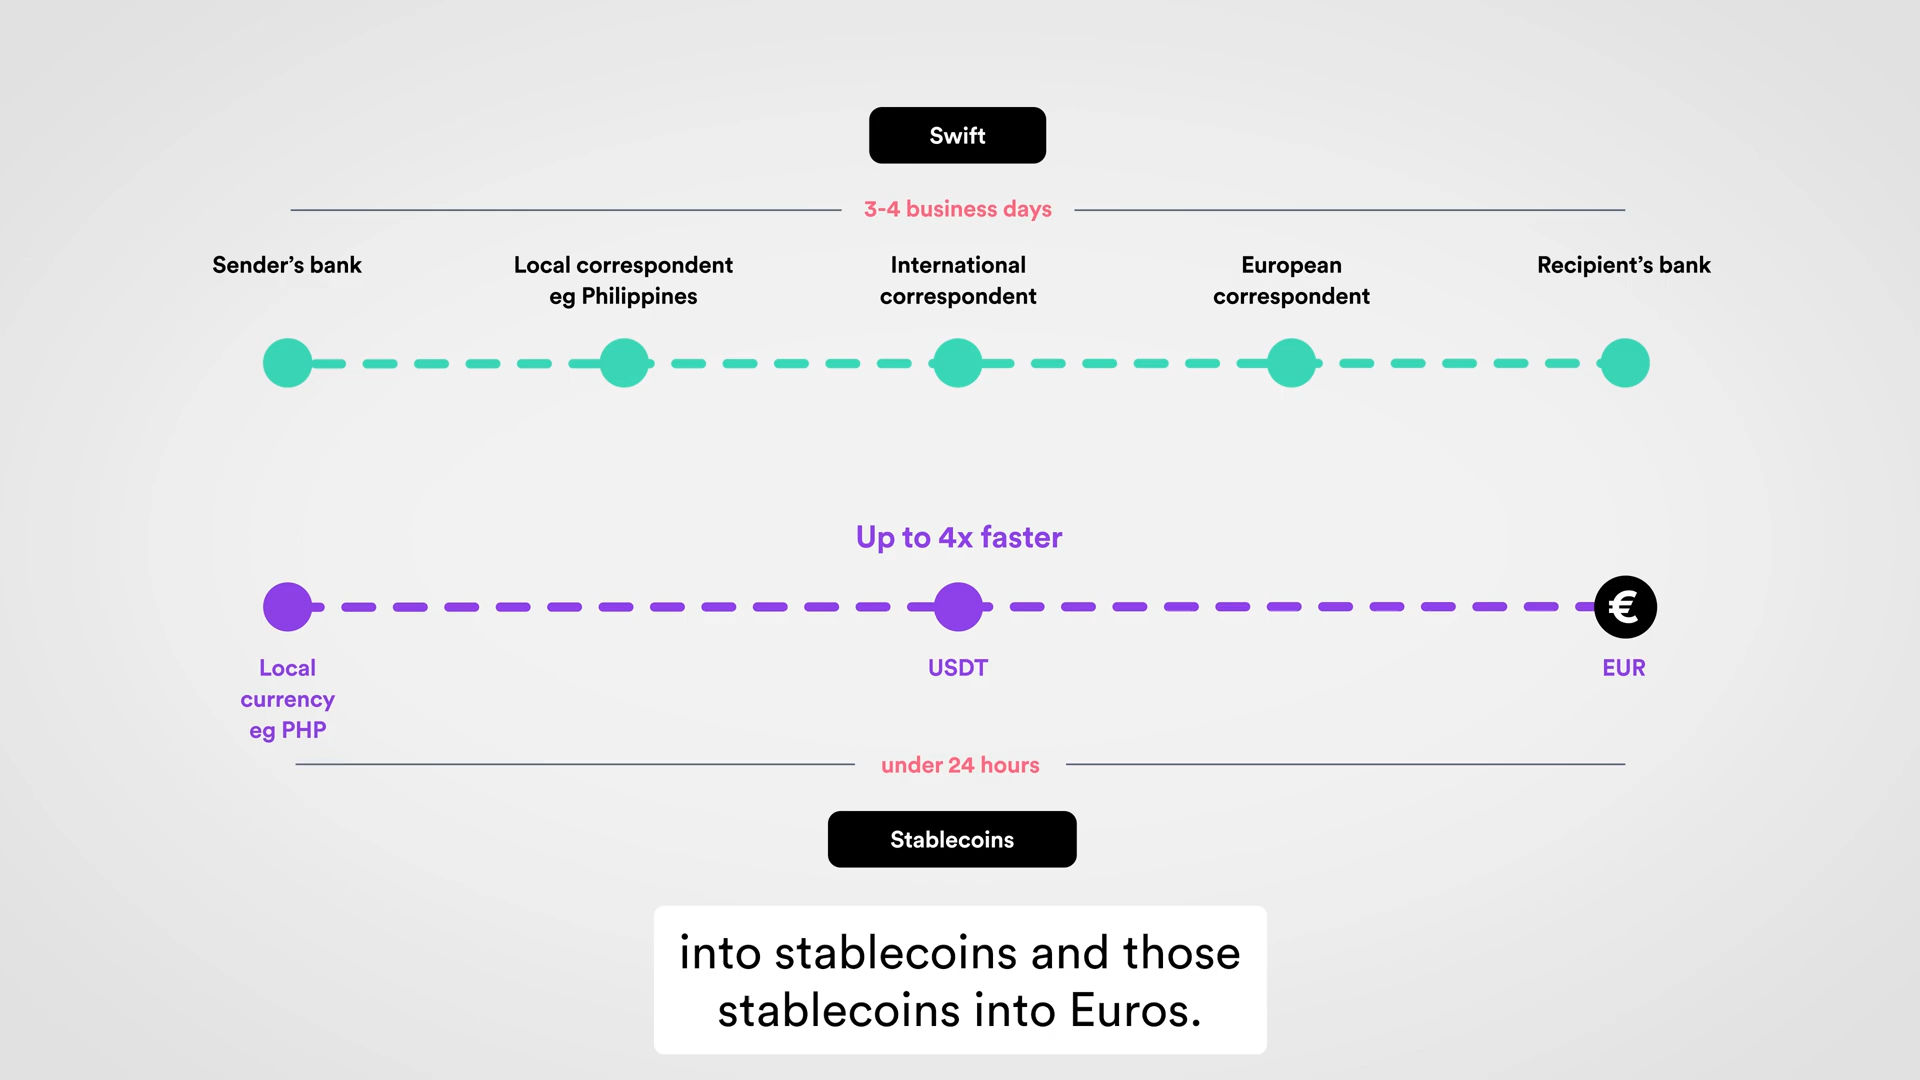 Swift
3-4 business days
Sender’s bank
Local correspondent
eg Philippines
International
correspondent
European
correspondent
Recipient’s bank
Up to 4x faster
€
Local
currency
eg PHP
USDT
EUR
under 24 hours
Stablecoins
into stablecoins and those
stablecoins into Euros.